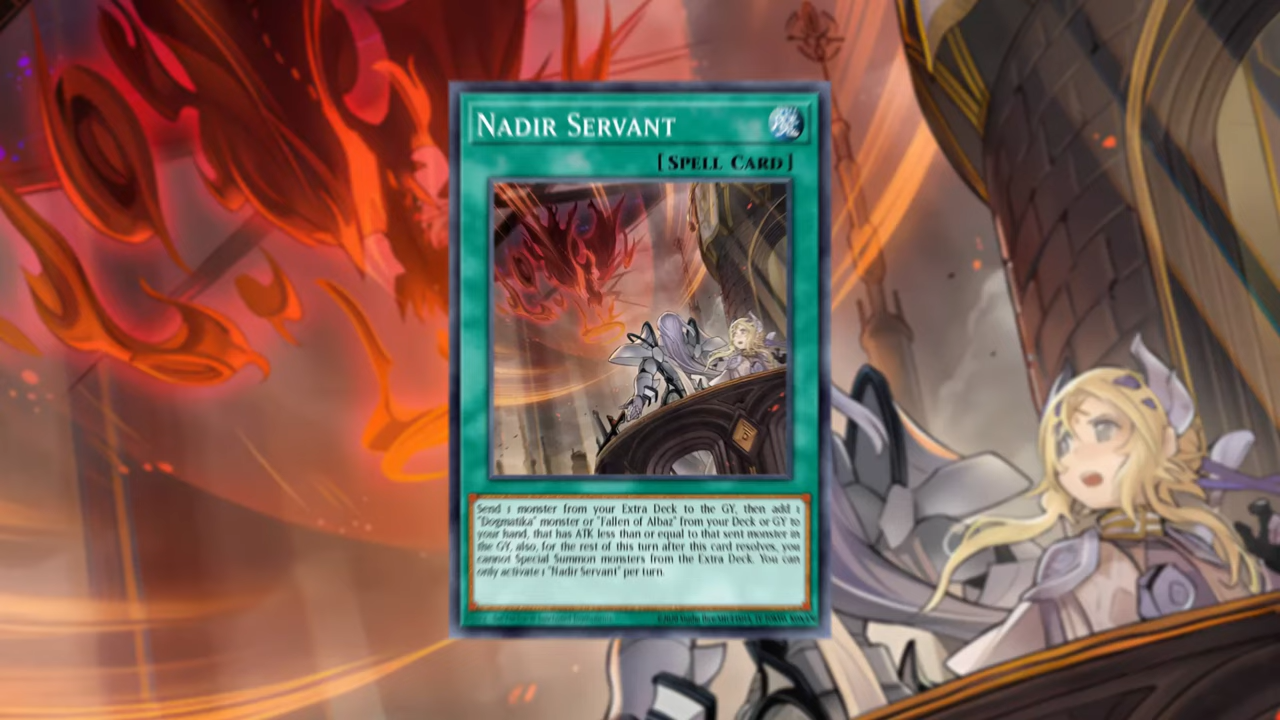 NADIR SERVANT
[SPELL CARD]
Send 1 monster from your Extra Deck to the GY, then add 1
"Dogmatika" monster or "Fallen of Albaz" from your Deck or GY to
your hand, that has ATK less than or equal to that sent monster in
the GY, also, for the rest of this turn after this card resolves, you
cannot Special Summon monsters from the Extra Deck. You can
only activate 1 "Nadir Servant" per turn.